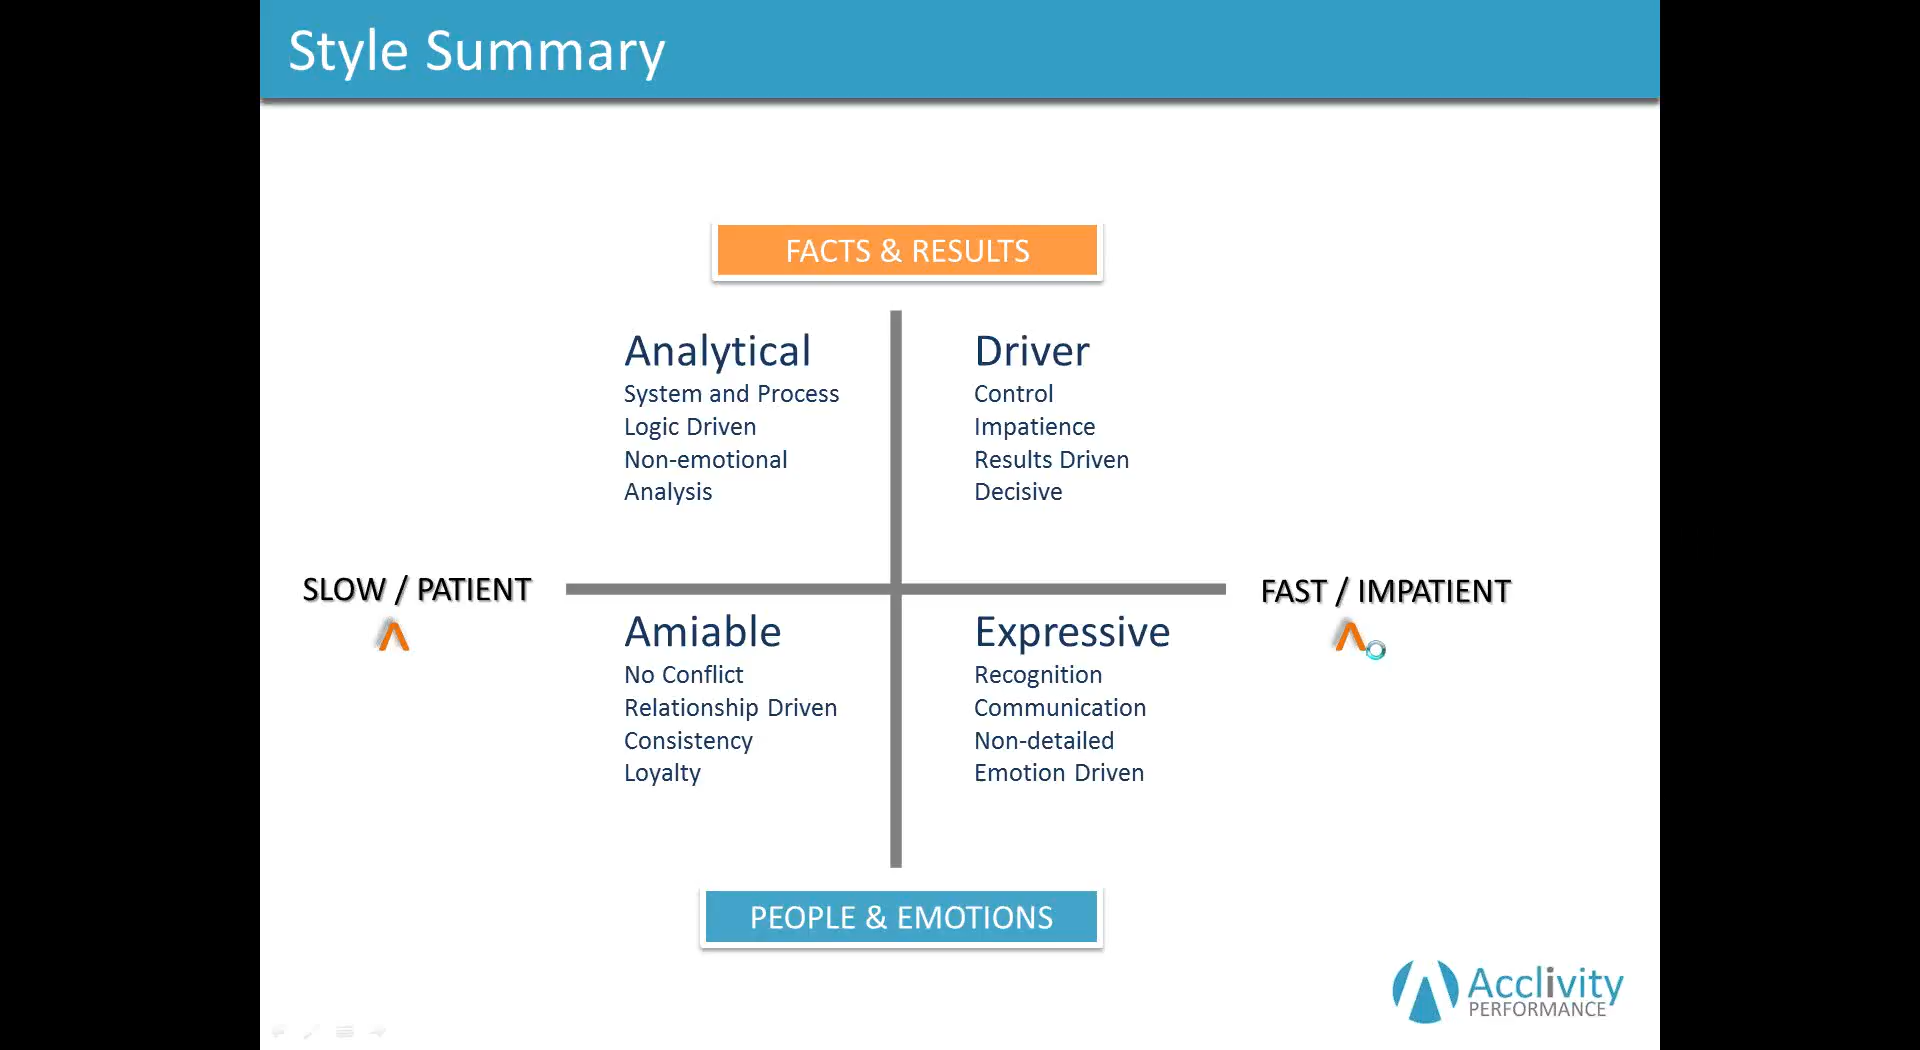 Style Summary
FACTS & RESULTS
Analytical
System and Process
Logic Driven
Non-emotional
Analysis
Driver
Control
Impatience
Results Driven
Decisive
SLOW / PATIENT
FAST / IMPATIENT
Amiable
No Conflict
Relationship Driven
Consistency
Loyalty
Expressive
Recognition
Communication
Non-detailed
Emotion Driven
PEOPLE & EMOTIONS
Acclivity
PERFORMANCE